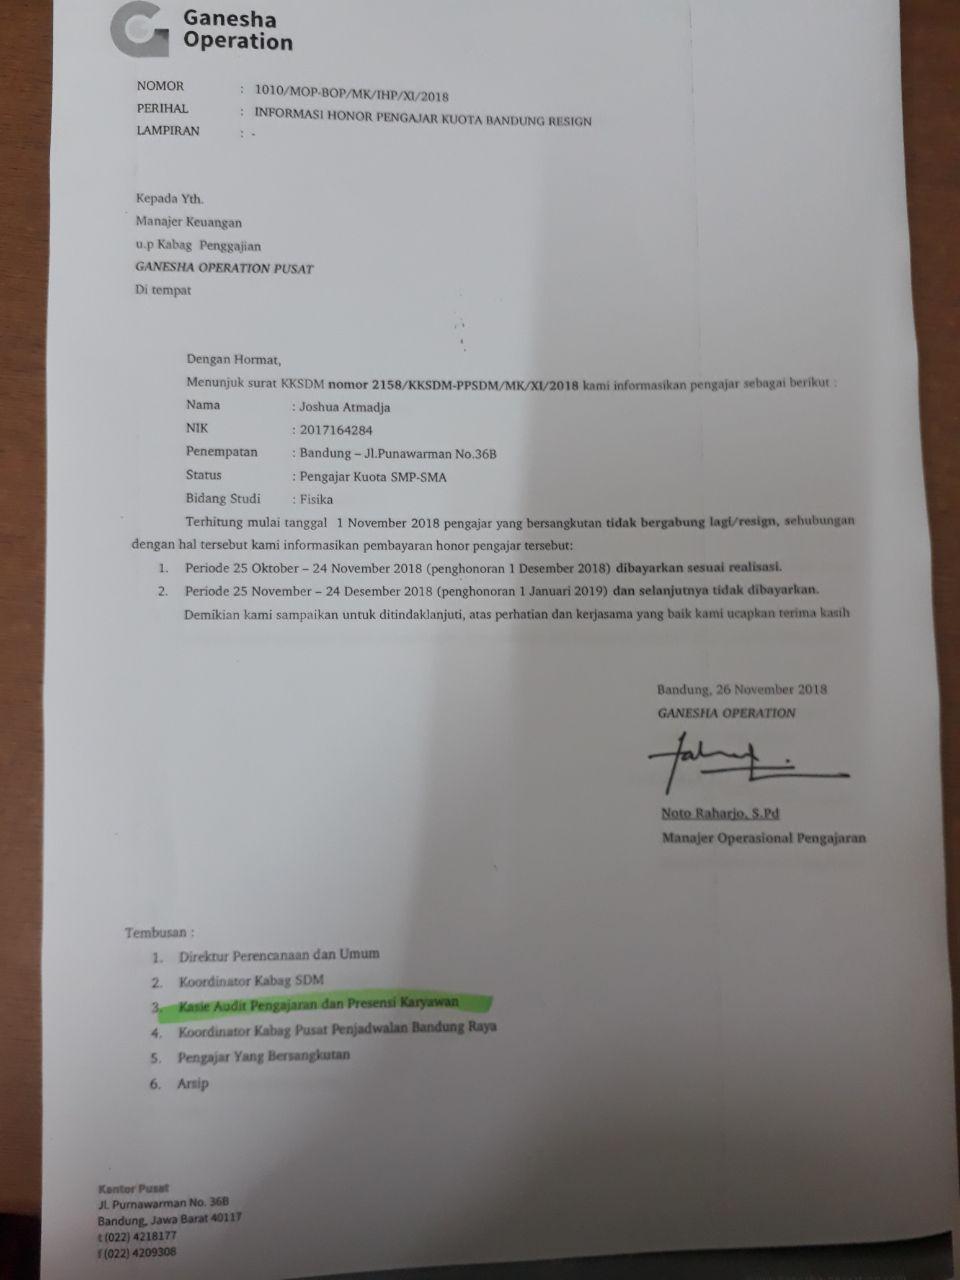 Ganesha
Operation
NOMOR : 1010/MOP-BOP/MK/IHP/XI/2018
PERIHAL : INFORMASI HONOR PENGAJAR KUOTA BANDUNG RESIGN
LAMPIRAN : -
Kepada Yth.
Manajer Keuangan
u.p Kabag Penggajian
GANESHA OPERATION PUSAT
Di tempat
Dengan Hormat,
Menunjuk surat KKSDM nomor 2158/KKSDM-PPSDM/MK/XI/2018 kami informasikan pengajar sebagai berikut :
Nama : Joshua Atmadja
NIK : 2017164284
Penempatan : Bandung – Jl.Punawarman No.36B
Status : Pengajar Kuota SMP-SMA
Bidang Studi : Fisika
Terhitung mulai tanggal 1 November 2018 pengajar yang bersangkutan tidak bergabung lagi/resign, sehubungan
dengan hal tersebut kami informasikan pembayaran honor pengajar tersebut:
1. Periode 25 Oktober – 24 November 2018 (penghonoran 1 Desember 2018) dibayarkan sesuai realisasi.
2. Periode 25 November – 24 Desember 2018 (penghonoran 1 Januari 2019) dan selanjutnya tidak dibayarkan.
Demikian kami sampaikan untuk ditindaklanjuti, atas perhatian dan kerjasama yang baik kami ucapkan terima kasih
Bandung, 26 November 2018
GANESHA OPERATION
Noto Raharjo, S.Pd
Manajer Operasional Pengajaran
Tembusan :
1. Direktur Perencanaan dan Umum
2. Koordinator Kabag SDM
3. Kasie Audit Pengajaran dan Presensi Karyawan
4. Koordinator Kabag Pusat Penjadwalan Bandung Raya
5. Pengajar Yang Bersangkutan
6. Arsip
Kantor Pusat
Jl. Purnawarman No. 36B
Bandung, Jawa Barat 40117
t (022) 4218177
f (022) 4209308